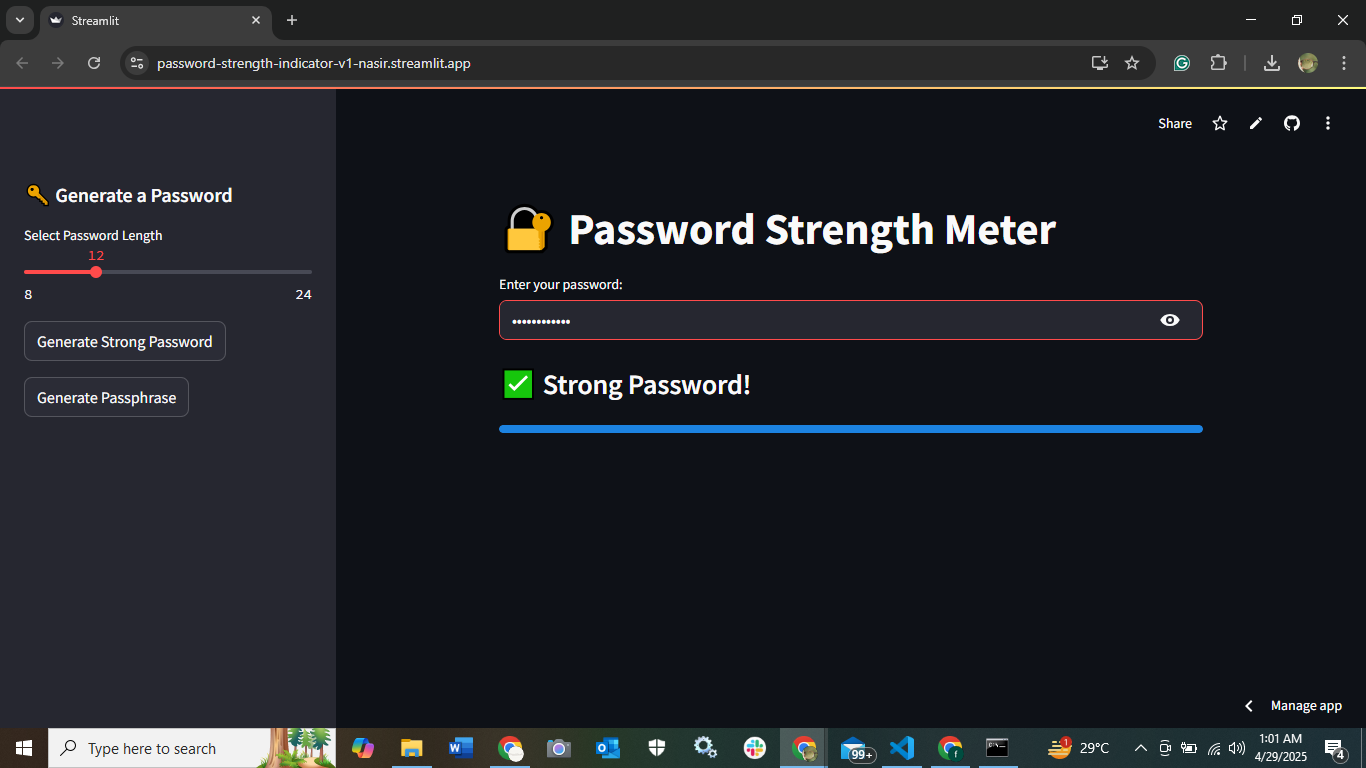 Streamlit
password-strength-indicator-v1-nasir.streamlit.app
Share
Generate a Password
Select Password Length
12
8 24
Generate Strong Password
Generate Passphrase
Password Strength Meter
Enter your password:
••••••••••••
Strong Password!
Manage app
Type here to search
99+
1
29°C
1:01 AM
4/29/2025
4